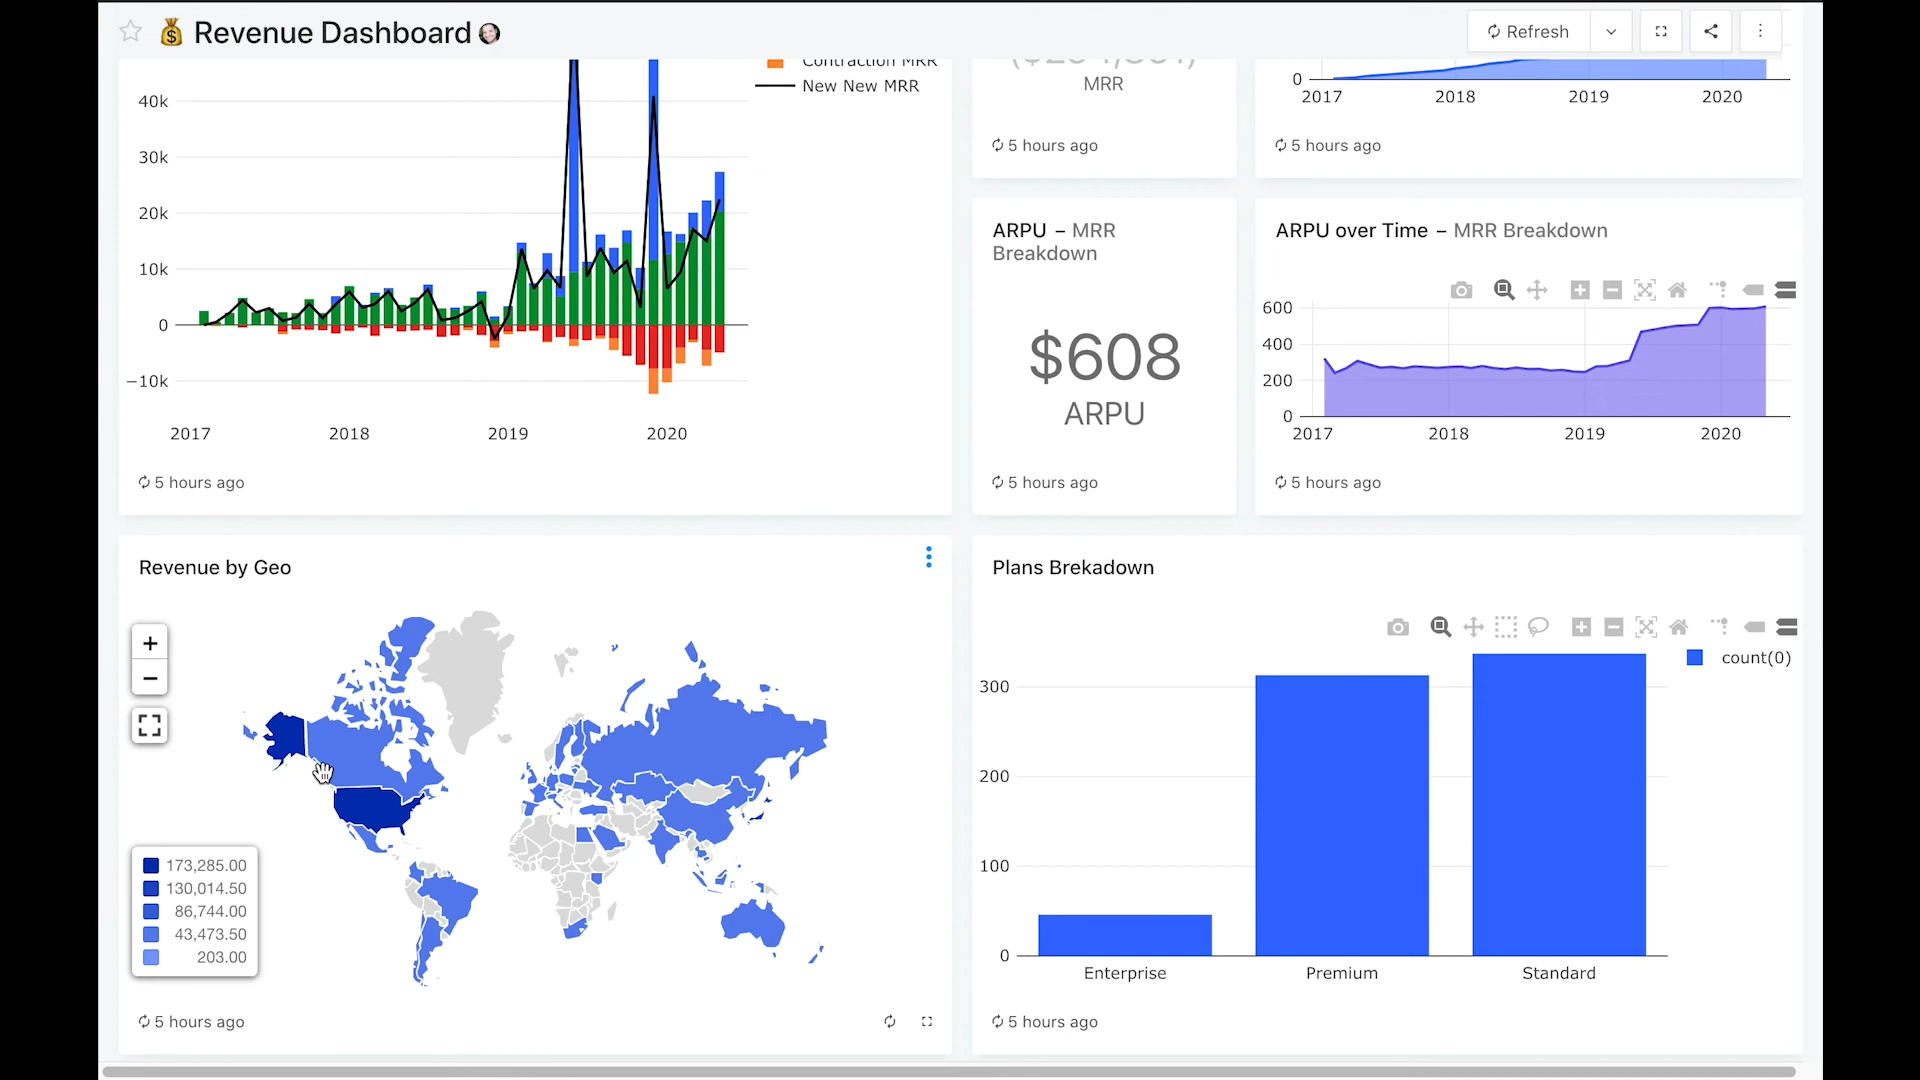 Revenue Dashboard
Refresh
Contraction MRR
New New MRR
40k
30k
20k
10k
0
−10k
2017 2018 2019 2020
5 hours ago
MRR
5 hours ago
0
2017 2018 2019 2020
5 hours ago
ARPU – MRR
Breakdown
$608
ARPU
5 hours ago
ARPU over Time – MRR Breakdown
600
400
200
0
2017 2018 2019 2020
5 hours ago
Revenue by Geo
+
−
173,285.00
130,014.50
86,744.00
43,473.50
203.00
5 hours ago
Plans Brekadown
count(0)
300
200
100
0
Enterprise Premium Standard
5 hours ago